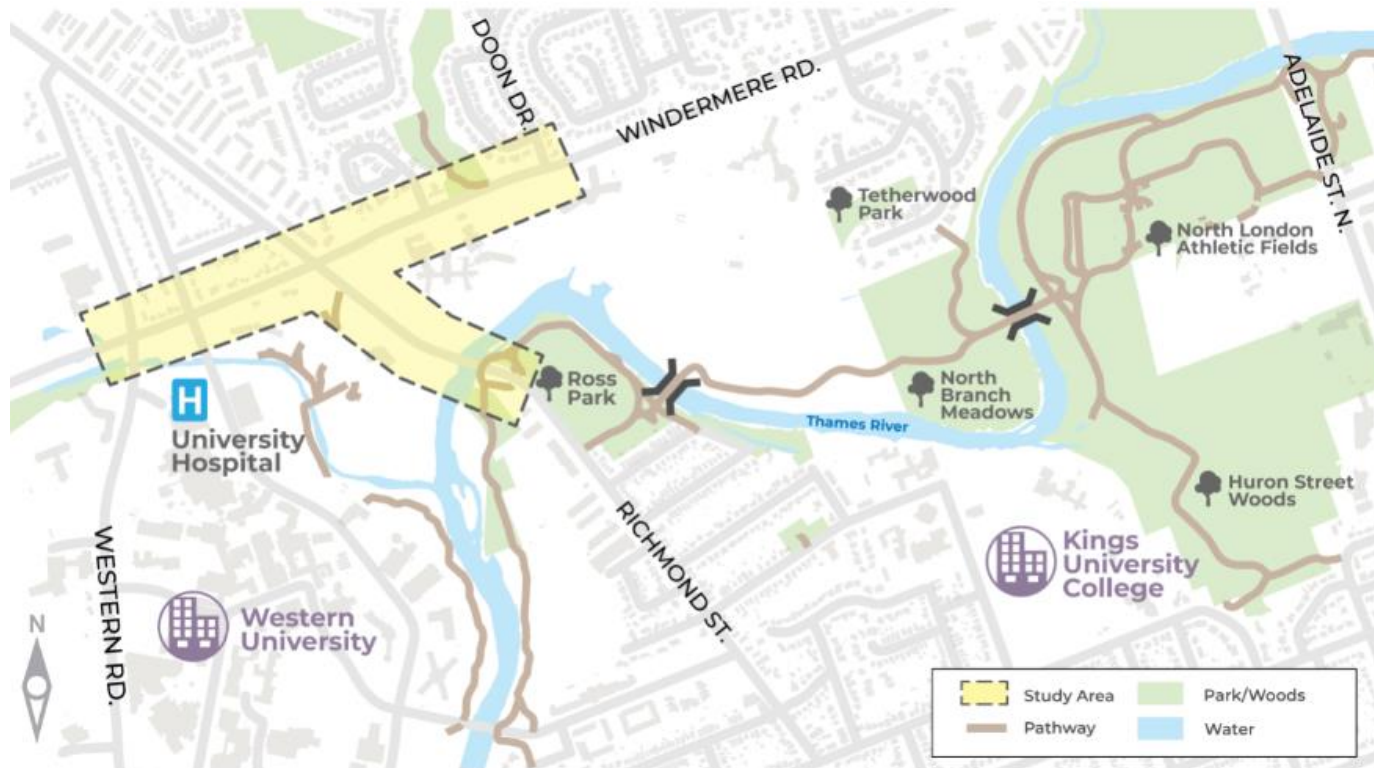 DOON DR.
WINDERMERE RD.
ADELAIDE ST. N.
Tetherwood
Park
North London
Athletic Fields
Ross
Park
North
Branch
Meadows
Thames River
H
University
Hospital
Huron Street
Woods
RICHMOND ST.
Kings
University
College
WESTERN RD.
Western
University
N
Study Area
Park/Woods
Pathway
Water